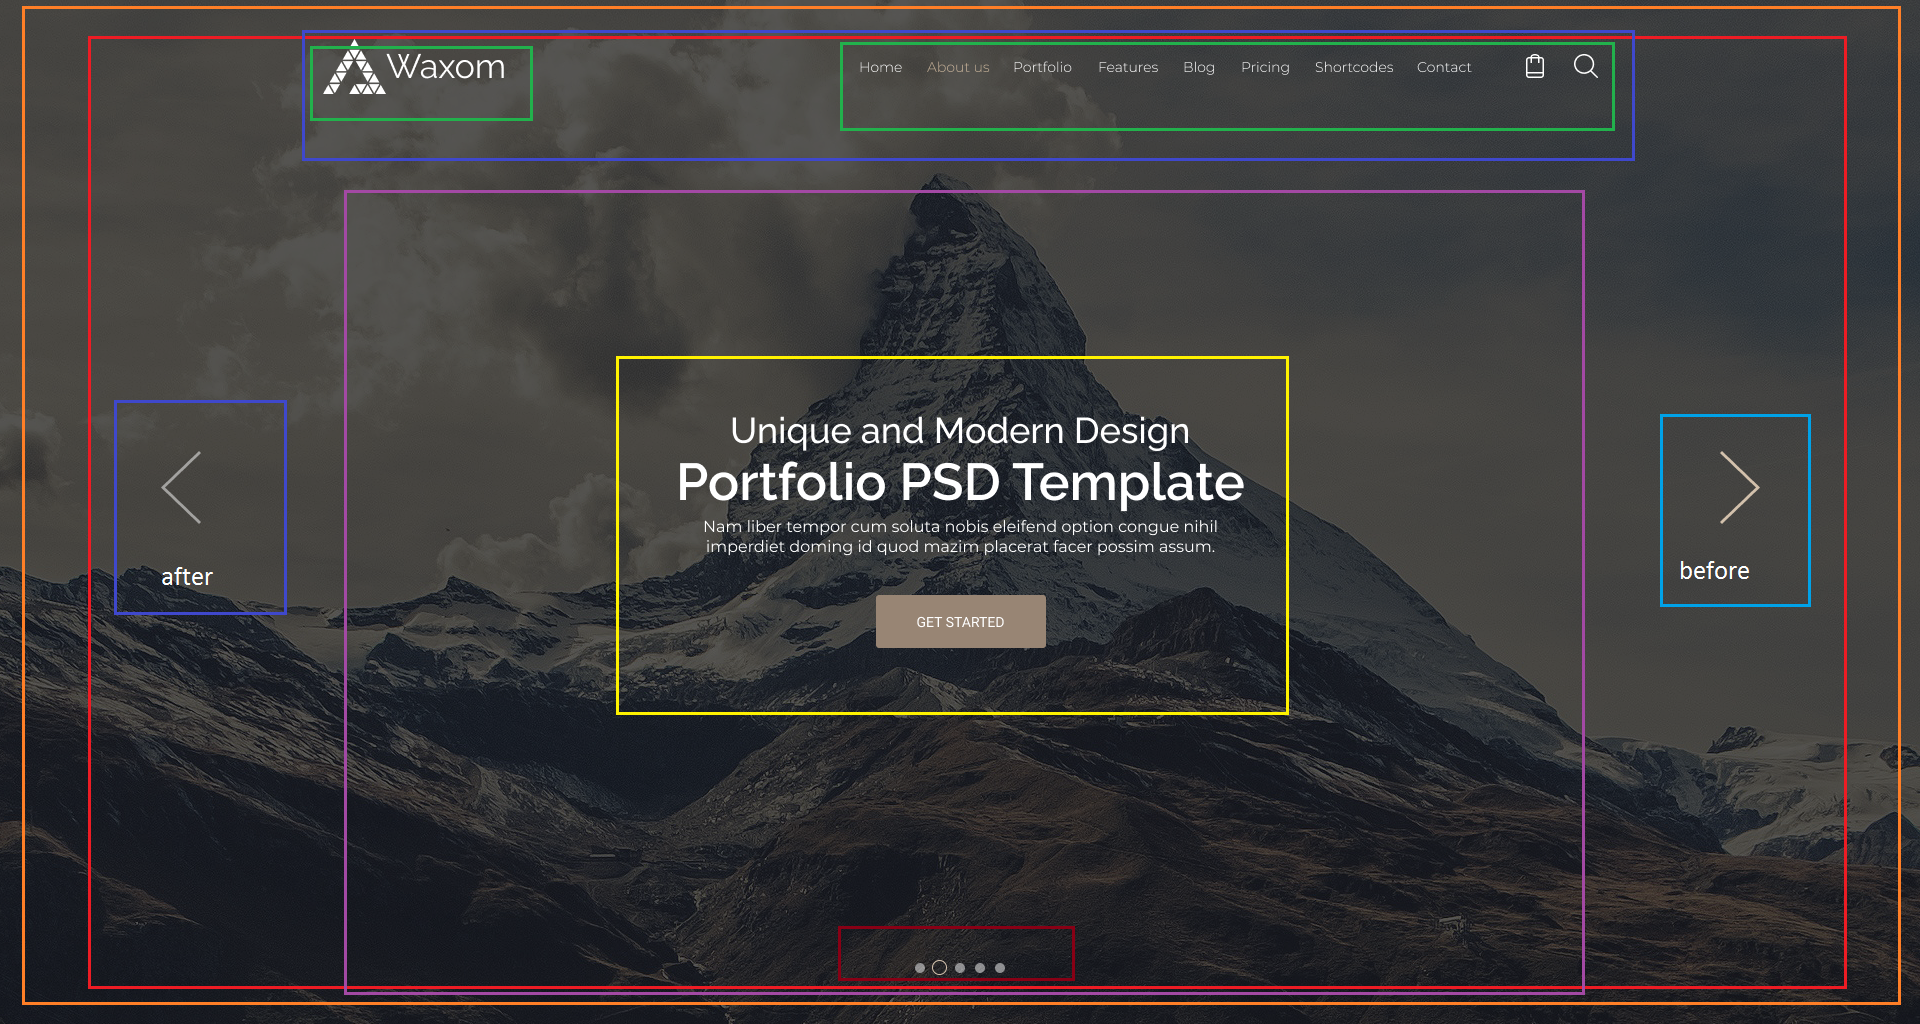 Waxom
Home About us Portfolio Features Blog Pricing Shortcodes Contact
Unique and Modern Design
Portfolio PSD Template
Nam liber tempor cum soluta nobis eleifend option congue nihil
imperdiet doming id quod mazim placerat facer possim assum.
after
before
GET STARTED